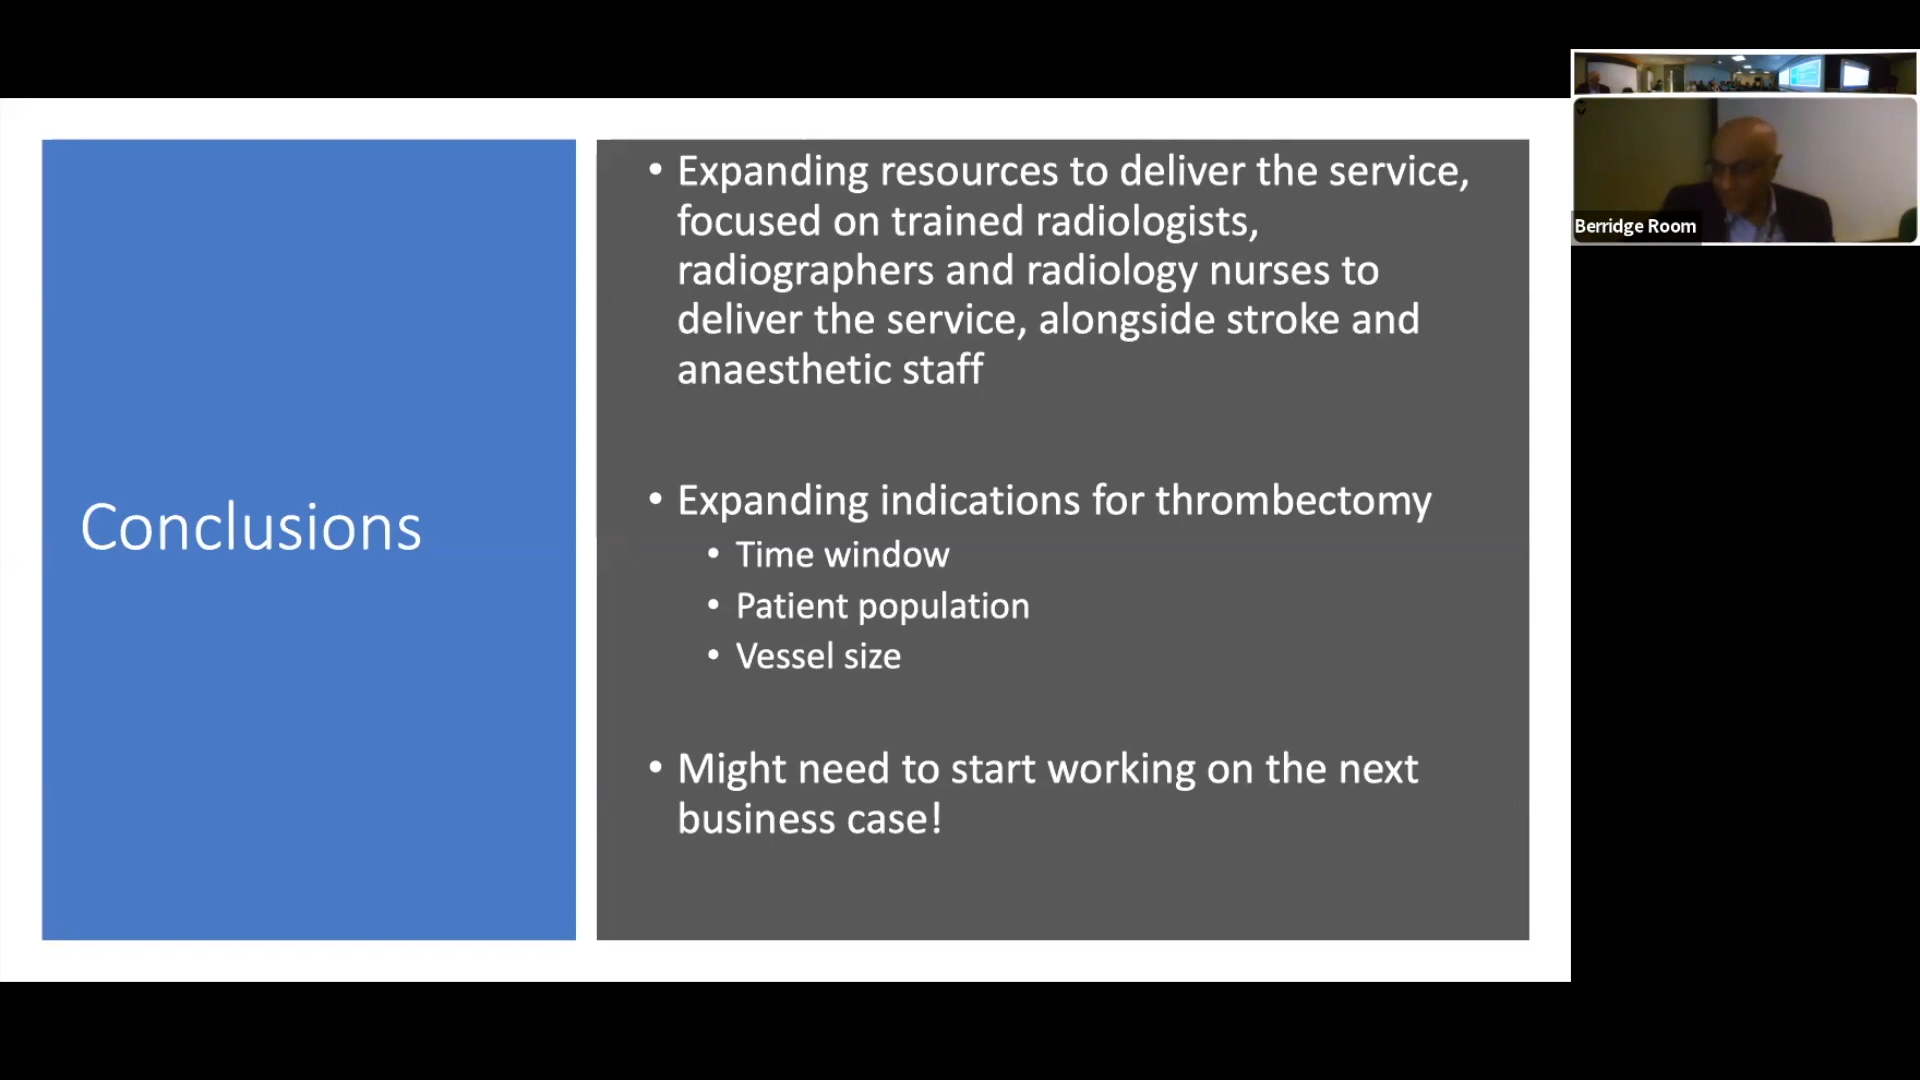 Conclusions
• Expanding resources to deliver the service,
focused on trained radiologists,
radiographers and radiology nurses to
deliver the service, alongside stroke and
anaesthetic staff
• Expanding indications for thrombectomy
• Time window
• Patient population
• Vessel size
• Might need to start working on the next
business case!
Berridge Room